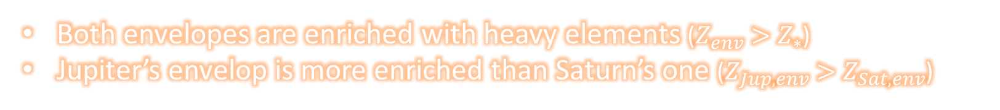 • Both envelopes are enriched with heavy elements (Z_env > Z_*)
• Jupiter’s envelop is more enriched than Saturn’s one (Z_Jup,env > Z_Sat,env)